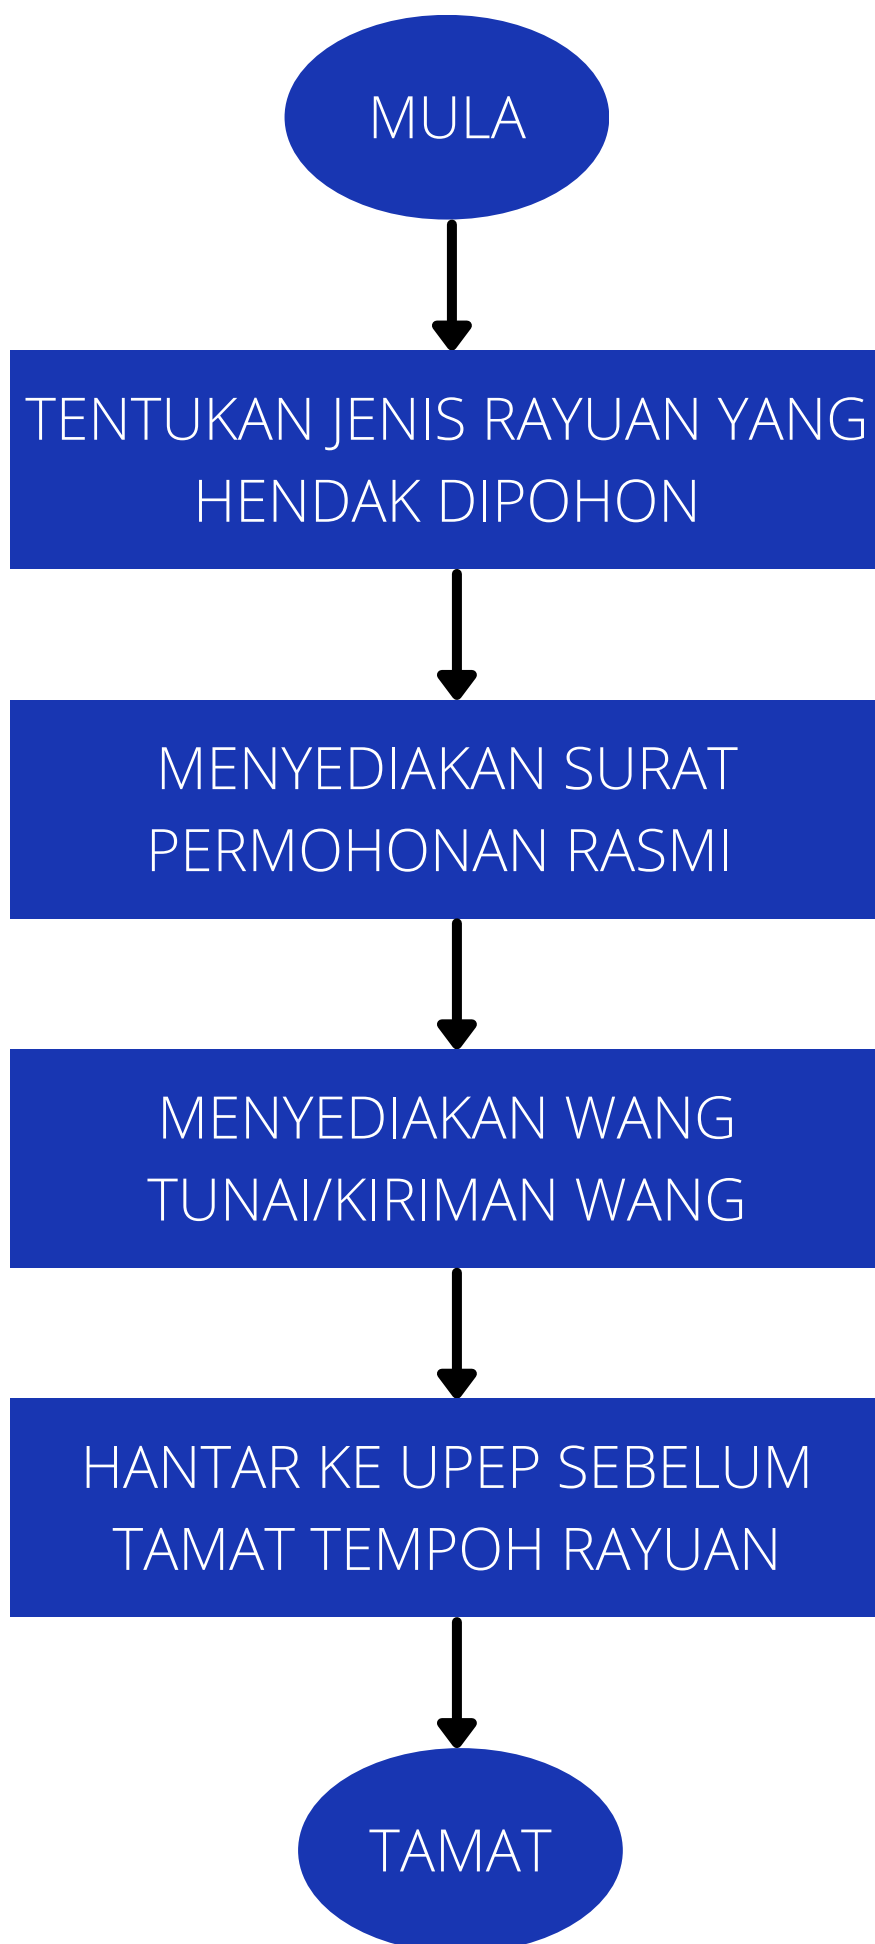 MULA
TENTUKAN JENIS RAYUAN YANG
HENDAK DIPOHON
MENYEDIAKAN SURAT
PERMOHONAN RASMI
MENYEDIAKAN WANG
TUNAI/KIRIMAN WANG
HANTAR KE UPEP SEBELUM
TAMAT TEMPOH RAYUAN
TAMAT